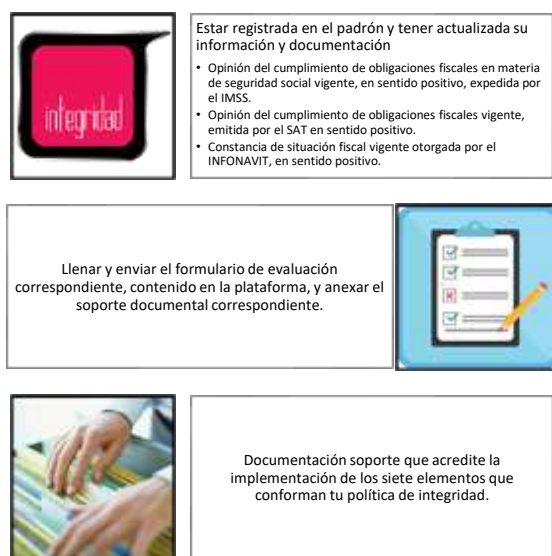 integridad
Estar registrada en el padrón y tener actualizada su
información y documentación
• Opinión del cumplimiento de obligaciones fiscales en materia
de seguridad social vigente, en sentido positivo, expedida por
el IMSS.
• Opinión del cumplimiento de obligaciones fiscales vigente,
emitida por el SAT en sentido positivo.
• Constancia de situación fiscal vigente otorgada por el
INFONAVIT, en sentido positivo.
Llenar y enviar el formulario de evaluación
correspondiente, contenido en la plataforma, y anexar el
soporte documental correspondiente.
Documentación soporte que acredite la
implementación de los siete elementos que
conforman tu política de integridad.